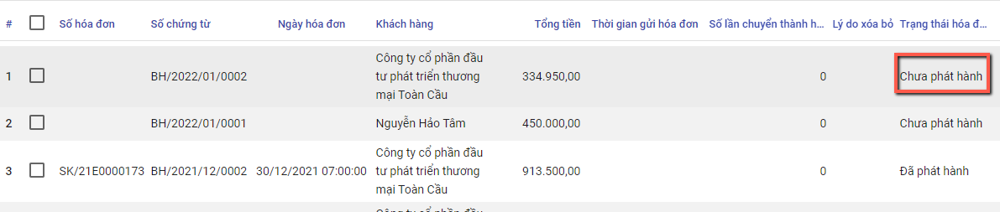 # Số hóa đơn Số chứng từ Ngày hóa đơn Khách hàng Tổng tiền Thời gian gửi hóa đơn Số lần chuyển thành h... Lý do xóa bỏ Trạng thái hóa đ...
Công ty cổ phần đầu
1 BH/2022/01/0002 tư phát triển thương 334.950,00 0 Chưa phát hành
mại Toàn Cầu
2 BH/2022/01/0001 Nguyễn Hảo Tâm 450.000,00 0 Chưa phát hành
Công ty cổ phần đầu
3 SK/21E0000173 BH/2021/12/0002 30/12/2021 07:00:00 tư phát triển thương 913.500,00 0 Đã phát hành
mại Toàn Cầu
Công ty cổ phần đầu